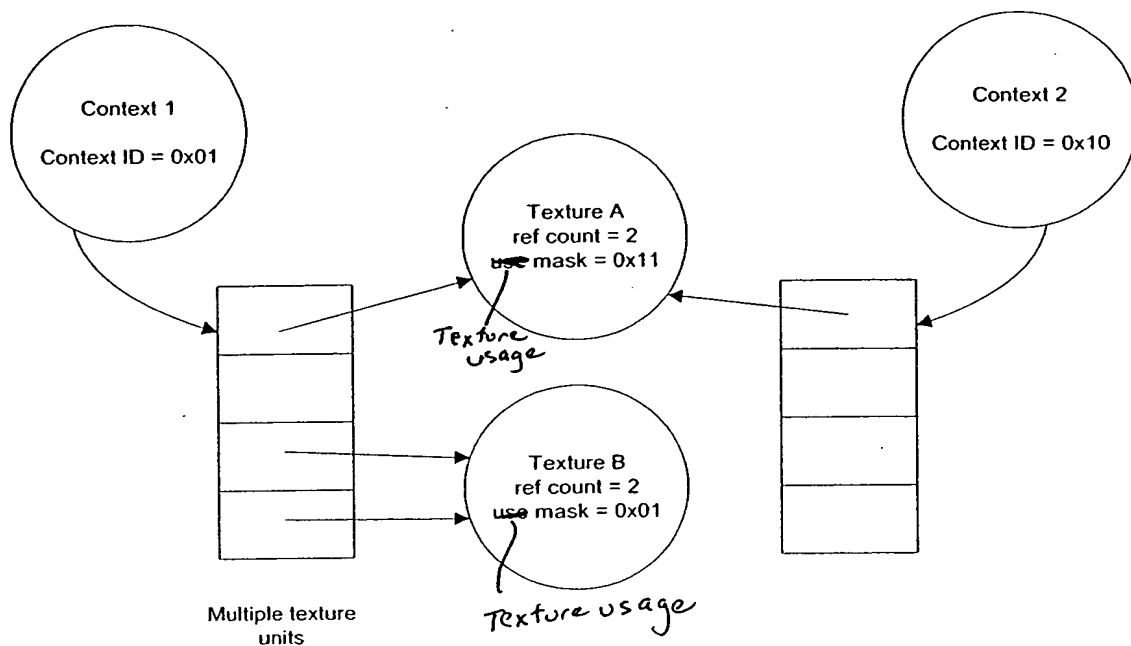 Context 1
Context ID = 0x01
Context 2
Context ID = 0x10
Texture A
ref count = 2
use mask = 0x11
Texture
usage
Texture B
ref count = 2
use mask = 0x01
Texture usage
Multiple texture
units